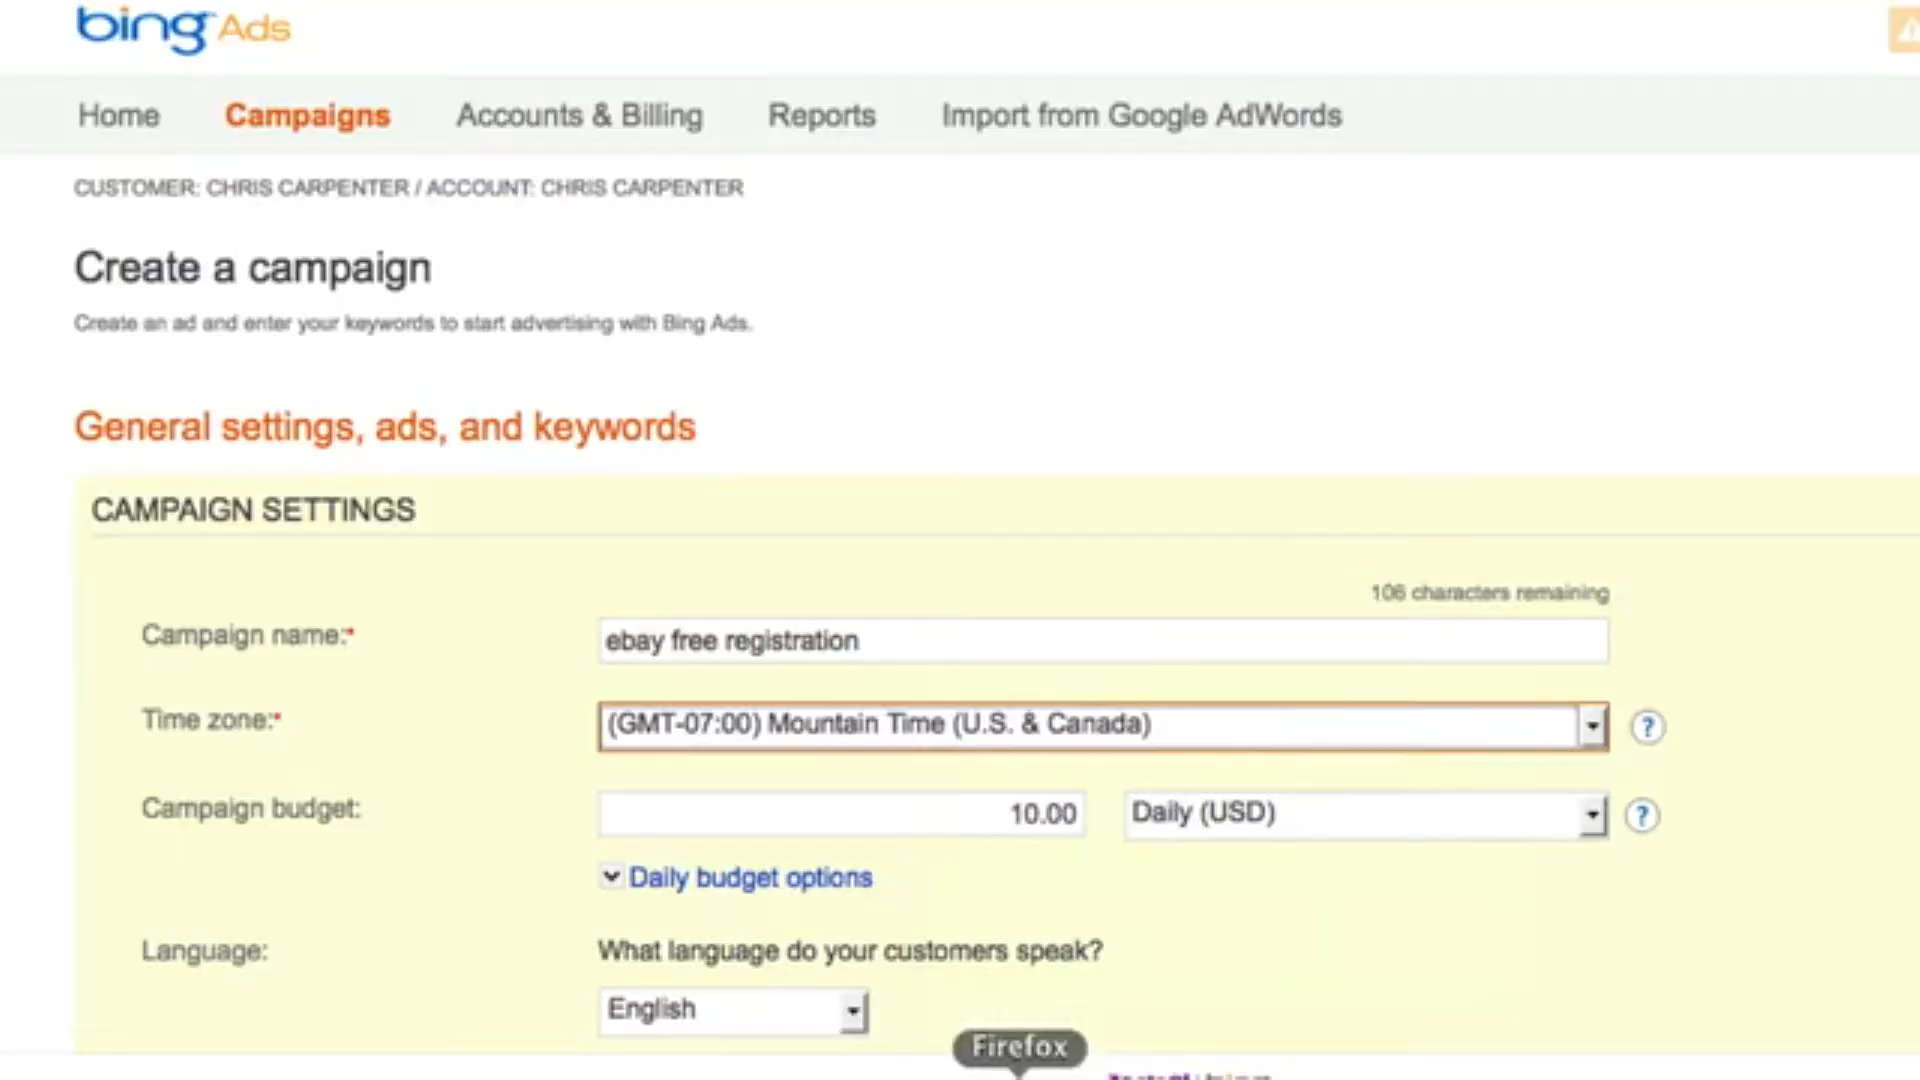 bing Ads
Home Campaigns Accounts & Billing Reports Import from Google AdWords
CUSTOMER: CHRIS CARPENTER / ACCOUNT: CHRIS CARPENTER
Create a campaign
Create an ad and enter your keywords to start advertising with Bing Ads.
General settings, ads, and keywords
CAMPAIGN SETTINGS
106 characters remaining
Campaign name:* ebay free registration
Time zone:* (GMT-07:00) Mountain Time (U.S. & Canada) ?
Campaign budget: 10.00 Daily (USD) ?
Daily budget options
Language: What language do your customers speak?
English
Firefox